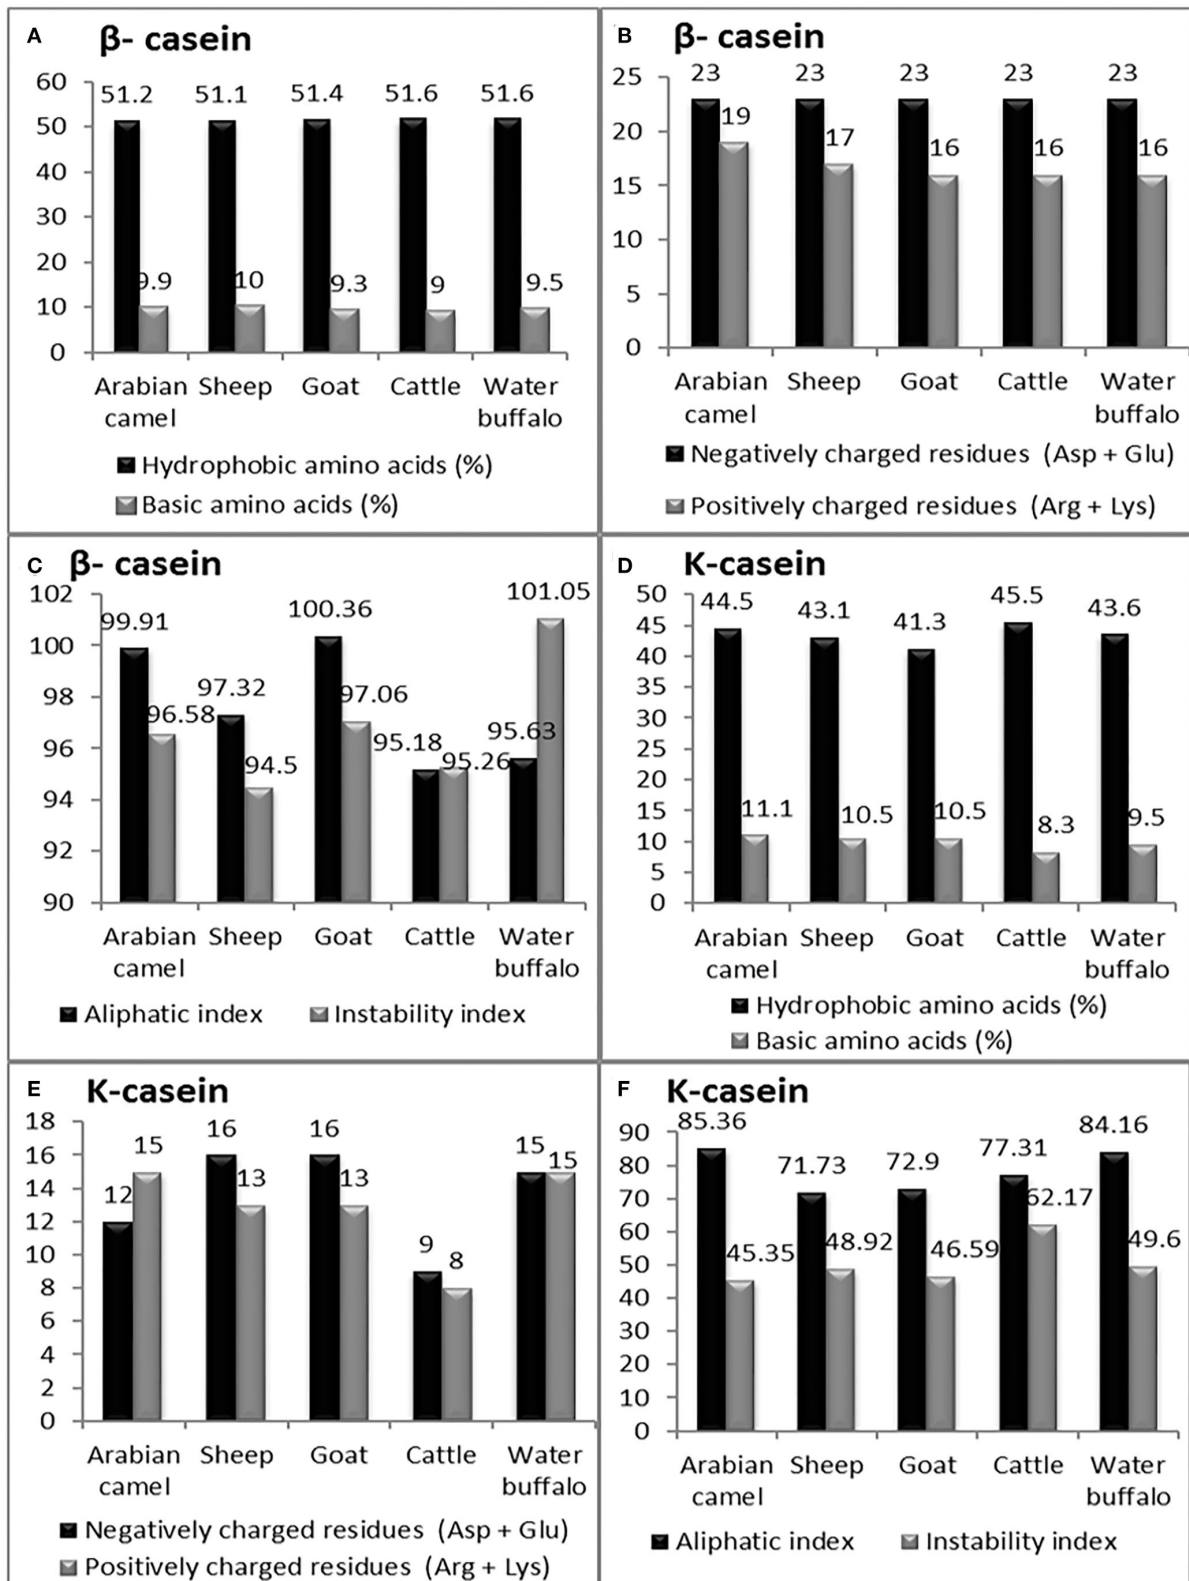 A
β- casein
60
50
40
30
20
10
0
51.2
51.1
51.4
51.6
51.6
9.9
10
9.3
9
9.5
Arabian camel
Sheep
Goat
Cattle
Water buffalo
Hydrophobic amino acids (%)
Basic amino acids (%)
B
β- casein
25
20
15
10
5
0
23
23
23
23
23
19
17
16
16
16
Arabian camel
Sheep
Goat
Cattle
Water buffalo
Negatively charged residues (Asp + Glu)
Positively charged residues (Arg + Lys)
C
β- casein
102
100
98
96
94
92
90
99.91
96.58
97.32
94.5
100.36
97.06
95.18
95.26
95.63
101.05
Arabian camel
Sheep
Goat
Cattle
Water buffalo
Aliphatic index
Instability index
D
K-casein
50
45
40
35
30
25
20
15
10
5
0
44.5
43.1
41.3
45.5
43.6
11.1
10.5
10.5
8.3
9.5
Arabian camel
Sheep
Goat
Cattle
Water buffalo
Hydrophobic amino acids (%)
Basic amino acids (%)
E
K-casein
18
16
14
12
10
8
6
4
2
0
12
15
16
13
16
13
9
8
15
15
Arabian camel
Sheep
Goat
Cattle
Water buffalo
Negatively charged residues (Asp + Glu)
Positively charged residues (Arg + Lys)
F
K-casein
90
80
70
60
50
40
30
20
10
0
85.36
45.35
71.73
48.92
72.9
46.59
77.31
62.17
84.16
49.6
Arabian camel
Sheep
Goat
Cattle
Water buffalo
Aliphatic index
Instability index